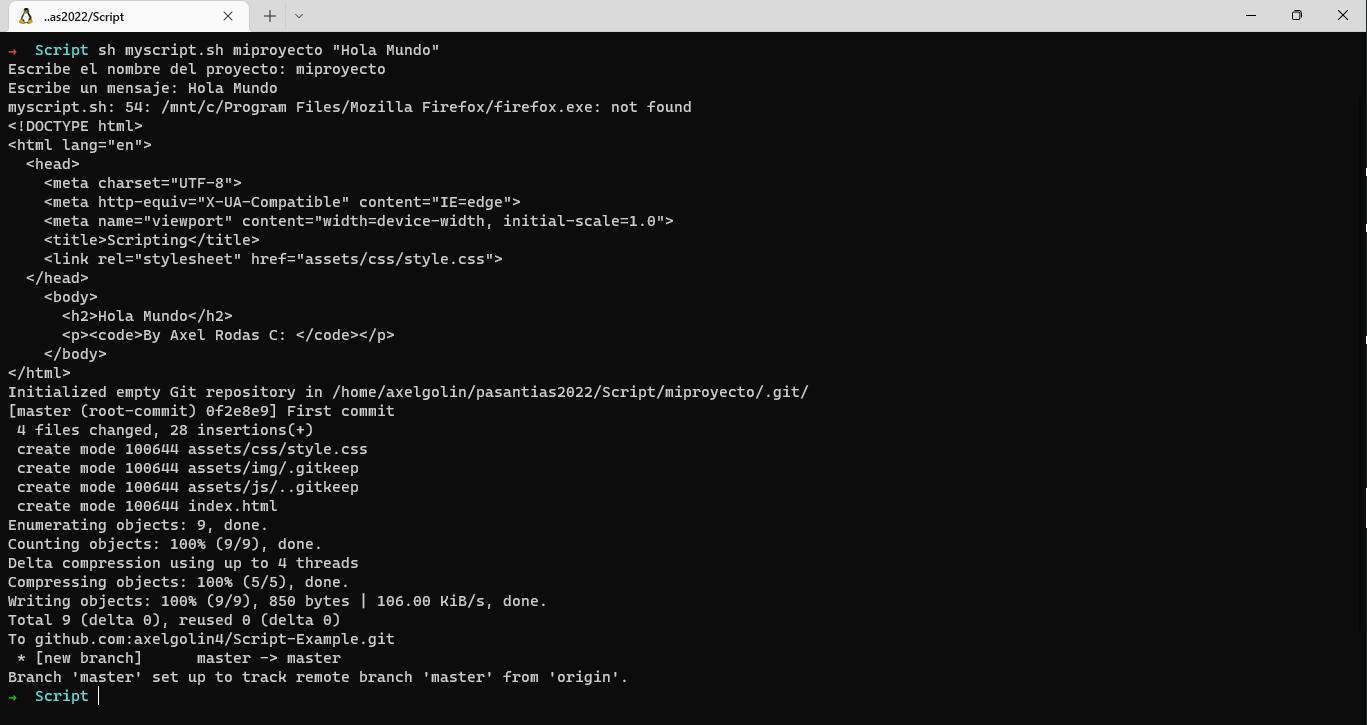 ..as2022/Script
→ Script sh myscript.sh miproyecto "Hola Mundo"
Escribe el nombre del proyecto: miproyecto
Escribe un mensaje: Hola Mundo
myscript.sh: 54: /mnt/c/Program Files/Mozilla Firefox/firefox.exe: not found
<!DOCTYPE html>
<html lang="en">
  <head>
    <meta charset="UTF-8">
    <meta http-equiv="X-UA-Compatible" content="IE=edge">
    <meta name="viewport" content="width=device-width, initial-scale=1.0">
    <title>Scripting</title>
    <link rel="stylesheet" href="assets/css/style.css">
  </head>
    <body>
      <h2>Hola Mundo</h2>
      <p><code>By Axel Rodas C: </code></p>
    </body>
</html>
Initialized empty Git repository in /home/axelgolin/pasantias2022/Script/miproyecto/.git/
[master (root-commit) 0f2e8e9] First commit
 4 files changed, 28 insertions(+)
 create mode 100644 assets/css/style.css
 create mode 100644 assets/img/.gitkeep
 create mode 100644 assets/js/..gitkeep
 create mode 100644 index.html
Enumerating objects: 9, done.
Counting objects: 100% (9/9), done.
Delta compression using up to 4 threads
Compressing objects: 100% (5/5), done.
Writing objects: 100% (9/9), 850 bytes | 106.00 KiB/s, done.
Total 9 (delta 0), reused 0 (delta 0)
To github.com:axelgolin4/Script-Example.git
 * [new branch]      master -> master
Branch 'master' set up to track remote branch 'master' from 'origin'.
→ Script